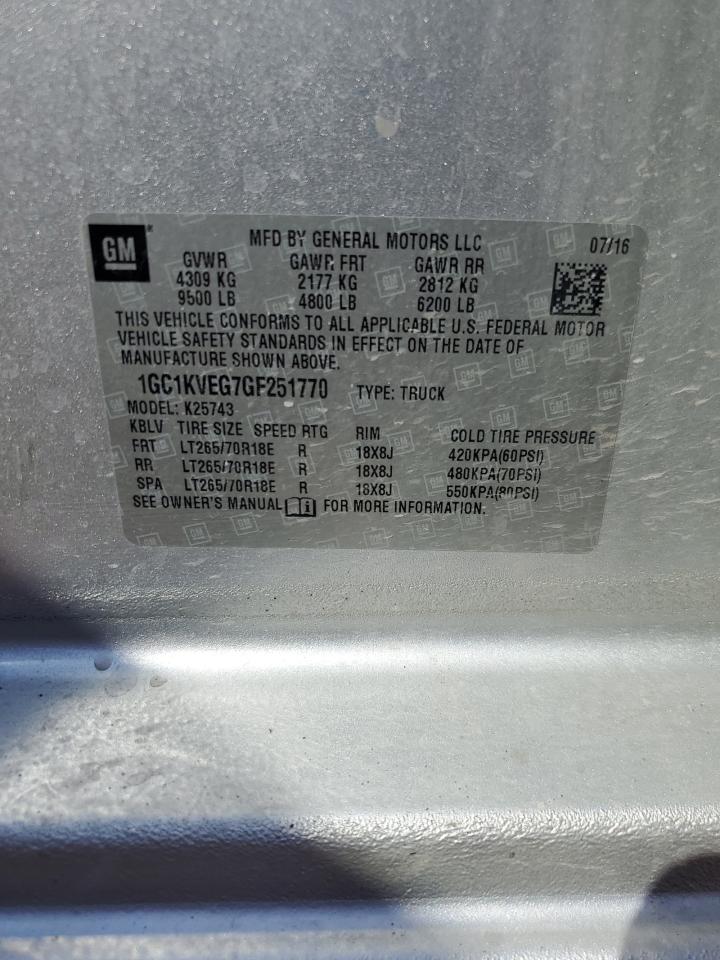 GM
MFD BY GENERAL MOTORS LLC 07/16
GVWR GAWR FRT GAWR RR
4309 KG 2177 KG 2812 KG
9500 LB 4800 LB 6200 LB
THIS VEHICLE CONFORMS TO ALL APPLICABLE U.S. FEDERAL MOTOR
VEHICLE SAFETY STANDARDS IN EFFECT ON THE DATE OF
MANUFACTURE SHOWN ABOVE.
1GC1KVEG7GF251770 TYPE: TRUCK
MODEL: K25743
KBLV TIRE SIZE SPEED RTG RIM COLD TIRE PRESSURE
FRT LT265/70R18E R 18X8J 420KPA(60PSI)
RR LT265/70R18E R 18X8J 480KPA(70PSI)
SPA LT265/70R18E R 18X8J 550KPA(80PSI)
SEE OWNER'S MANUAL FOR MORE INFORMATION.